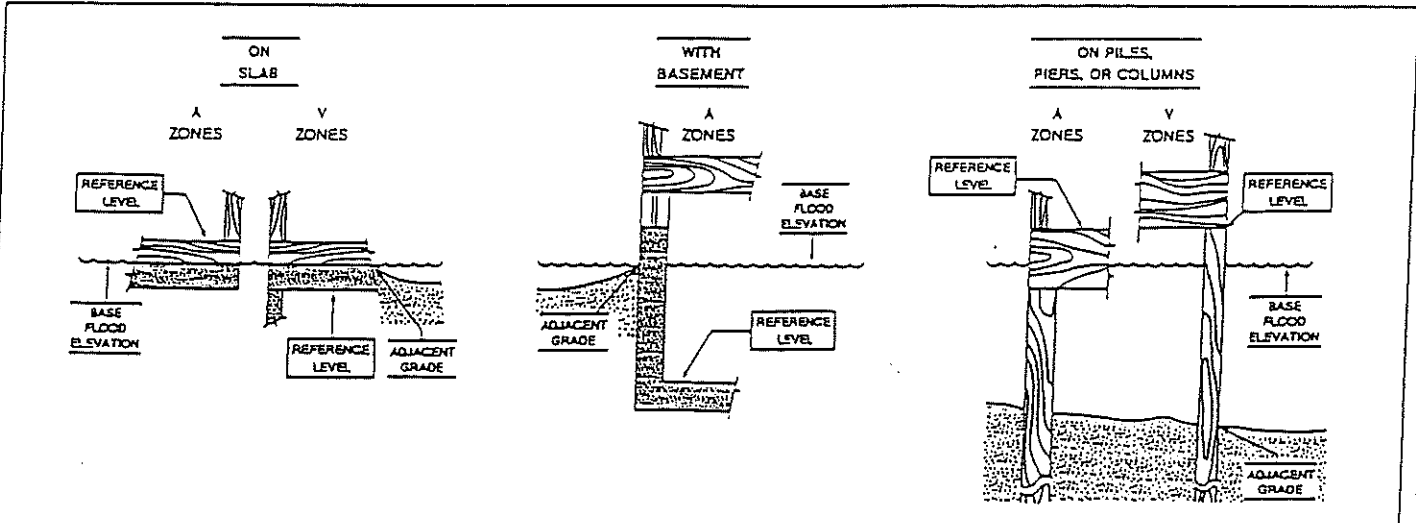 ON
SLAB
A
ZONES
V
ZONES
REFERENCE
LEVEL
BASE
FLOOD
ELEVATION
REFERENCE
LEVEL
ADJACENT
GRADE
WITH
BASEMENT
A
ZONES
BASE
FLOOD
ELEVATION
ADJACENT
GRADE
REFERENCE
LEVEL
ON PILES,
PIERS, OR COLUMNS
A
ZONES
V
ZONES
REFERENCE
LEVEL
REFERENCE
LEVEL
BASE
FLOOD
ELEVATION
ADJACENT
GRADE